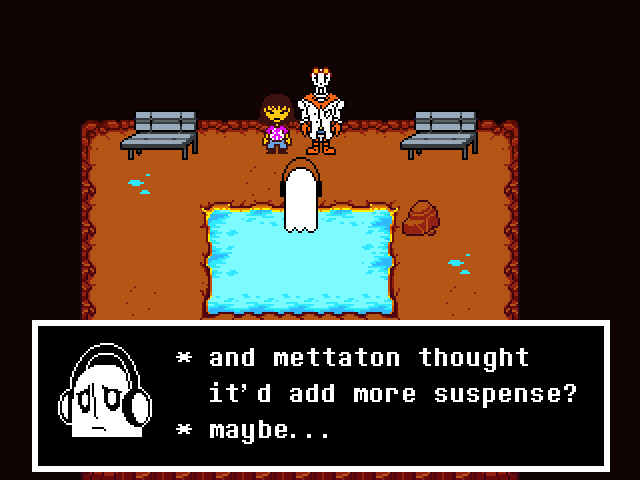 * and mettaton thought
it'd add more suspense?
* maybe...